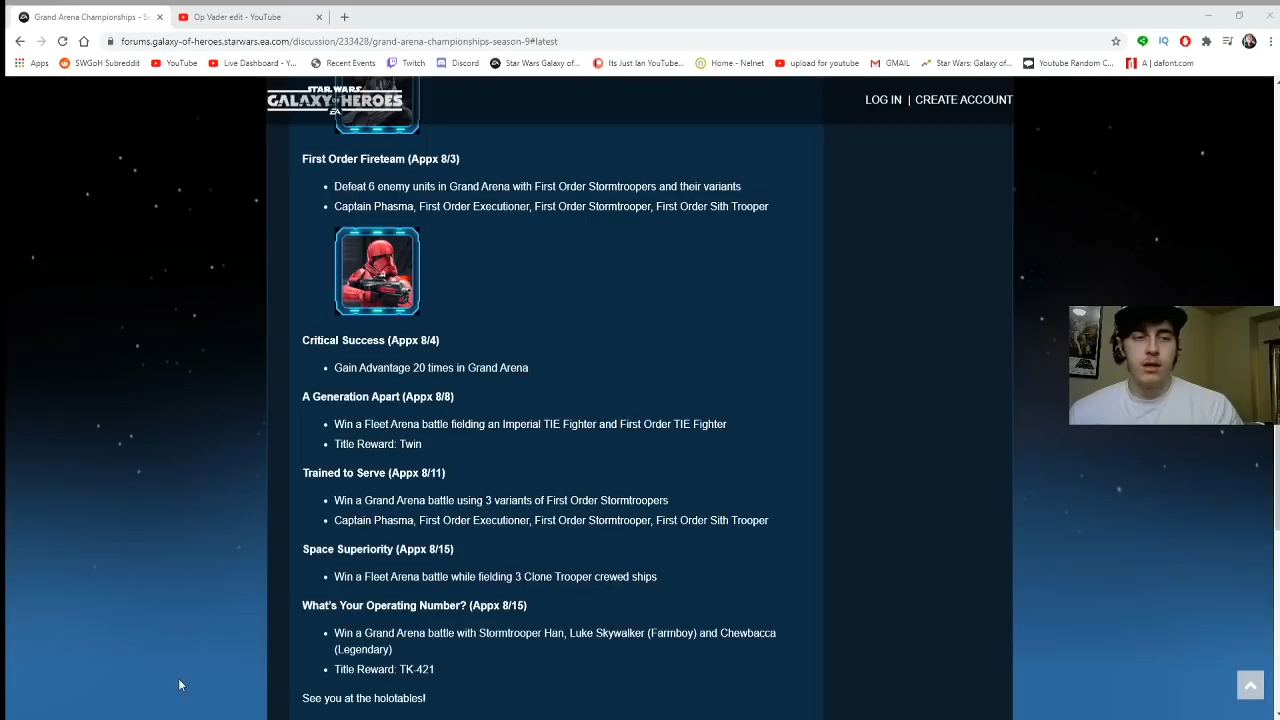 Grand Arena Championships - Se
Op Vader edit - YouTube
forums.galaxy-of-heroes.starwars.ea.com/discussion/233428/grand-arena-championships-season-9#latest
Apps
SWGoH Subreddit
YouTube
Live Dashboard - Y...
Recent Events
Twitch
Discord
Star Wars Galaxy of...
Its Just Ian YouTube...
Home - Nelnet
upload for youtube
GMAIL
Star Wars: Galaxy of...
Youtube Random C...
A | dafont.com
STAR WARS
GALAXY OF HEROES
EA
LOG IN | CREATE ACCOUNT
First Order Fireteam (Appx 8/3)
Defeat 6 enemy units in Grand Arena with First Order Stormtroopers and their variants
Captain Phasma, First Order Executioner, First Order Stormtrooper, First Order Sith Trooper
Critical Success (Appx 8/4)
Gain Advantage 20 times in Grand Arena
A Generation Apart (Appx 8/8)
Win a Fleet Arena battle fielding an Imperial TIE Fighter and First Order TIE Fighter
Title Reward: Twin
Trained to Serve (Appx 8/11)
Win a Grand Arena battle using 3 variants of First Order Stormtroopers
Captain Phasma, First Order Executioner, First Order Stormtrooper, First Order Sith Trooper
Space Superiority (Appx 8/15)
Win a Fleet Arena battle while fielding 3 Clone Trooper crewed ships
What's Your Operating Number? (Appx 8/15)
Win a Grand Arena battle with Stormtrooper Han, Luke Skywalker (Farmboy) and Chewbacca
(Legendary)
Title Reward: TK-421
See you at the holotables!